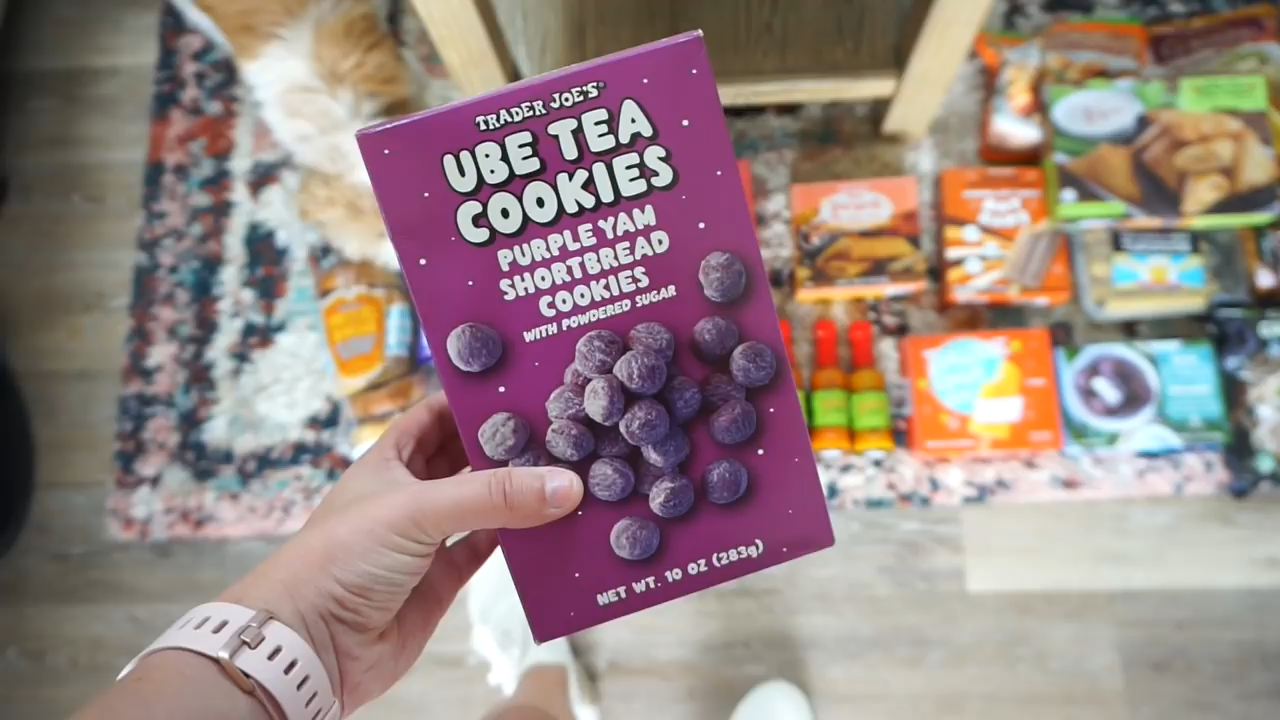 TRADER JOE'S®
UBE TEA
COOKIES
PURPLE YAM
SHORTBREAD
COOKIES
WITH POWDERED SUGAR
NET WT. 10 OZ (283g)